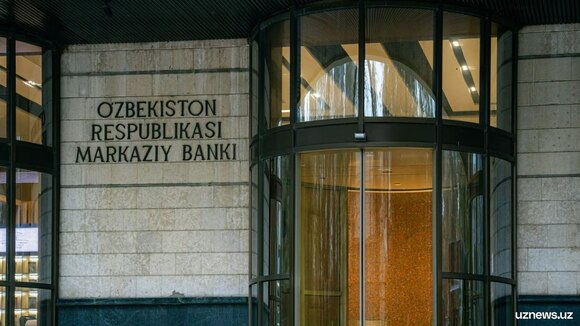 O'ZBEKISTON
RESPUBLIKASI
MARKAZIY BANKI
uznews.uz